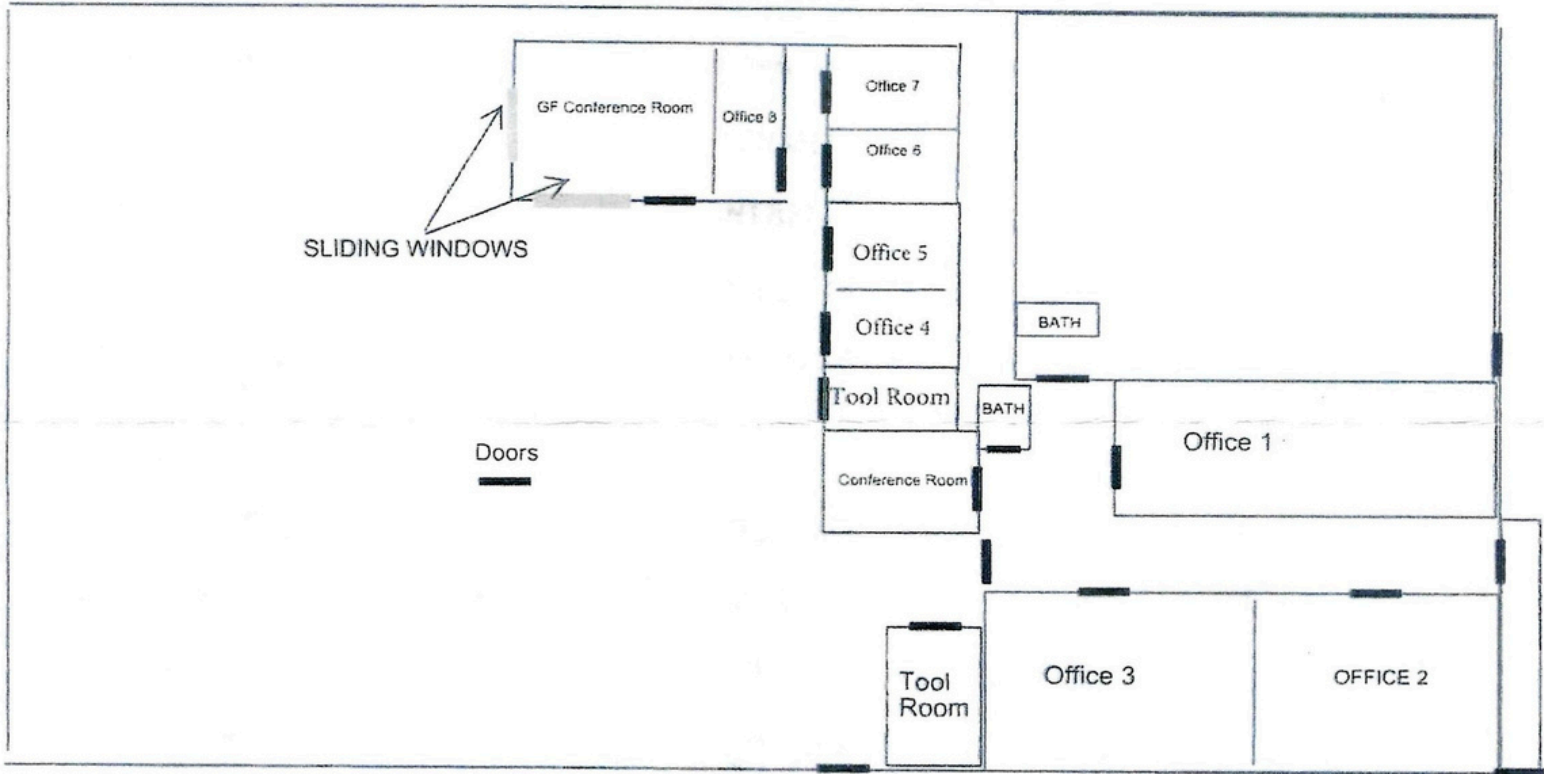 Office 7
GF Conference Room
Office 8
Office 6
SLIDING WINDOWS
Office 5
Office 4
BATH
Tool Room
BATH
Office 1
Doors
Conference Room
Office 3
OFFICE 2
Tool
Room